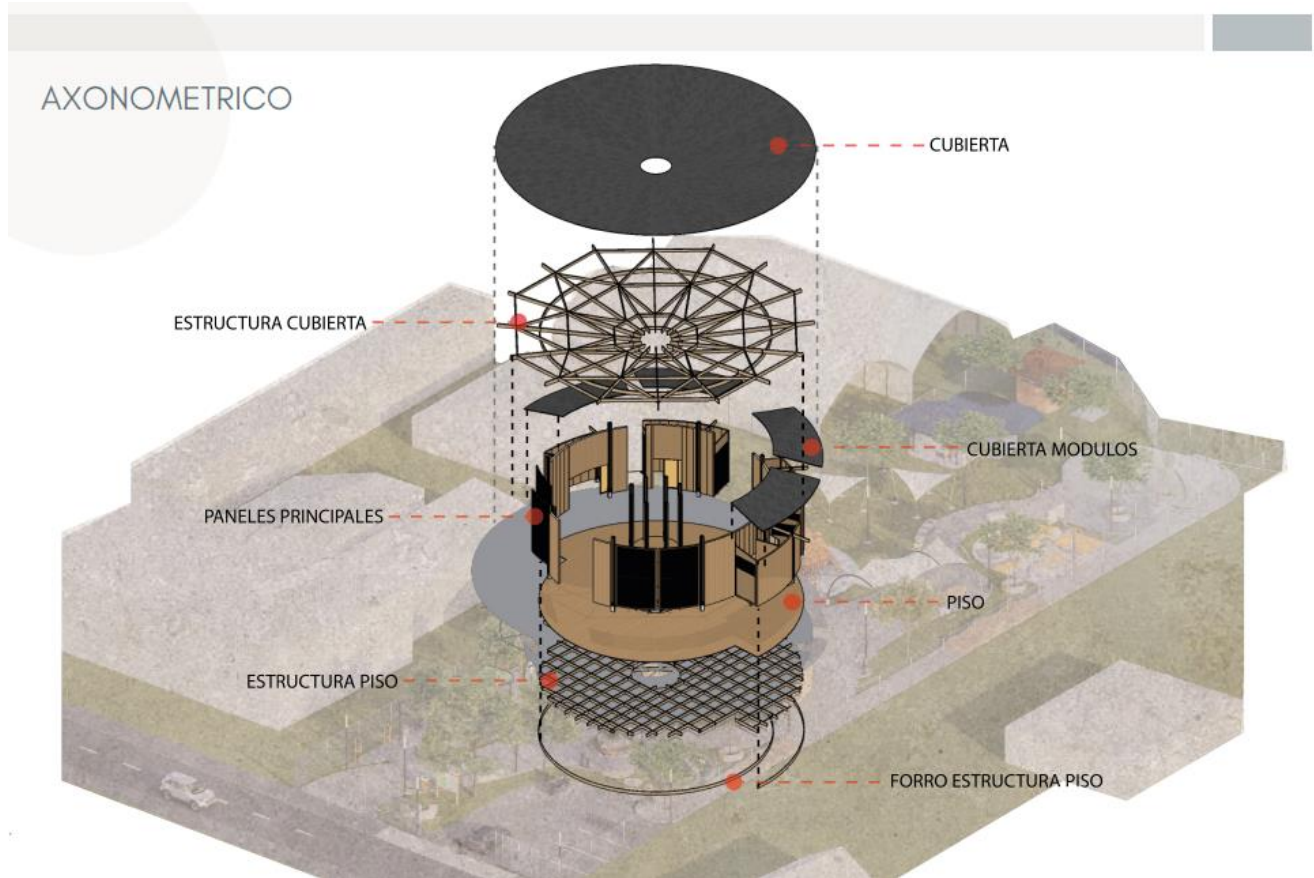 AXONOMETRICO
CUBIERTA
ESTRUCTURA CUBIERTA
CUBIERTA MODULOS
PANELES PRINCIPALES
PISO
ESTRUCTURA PISO
FORRO ESTRUCTURA PISO